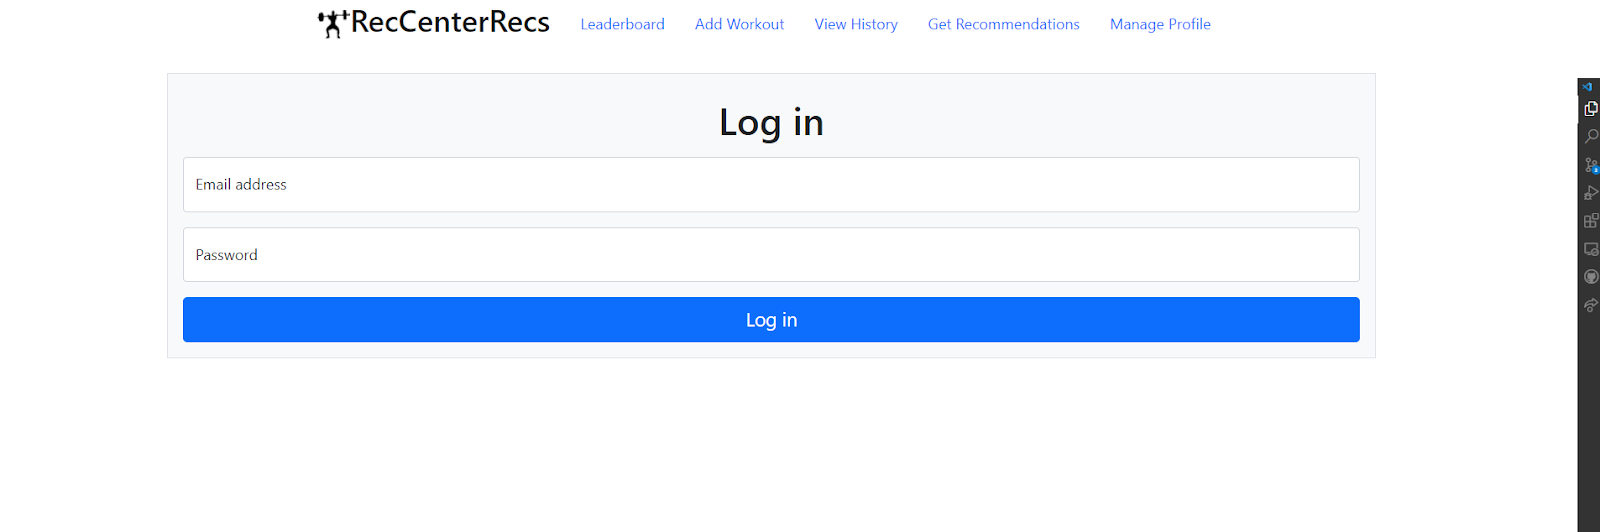 RecCenterRecs Leaderboard Add Workout View History Get Recommendations Manage Profile
Log in
Email address
Password
Log in